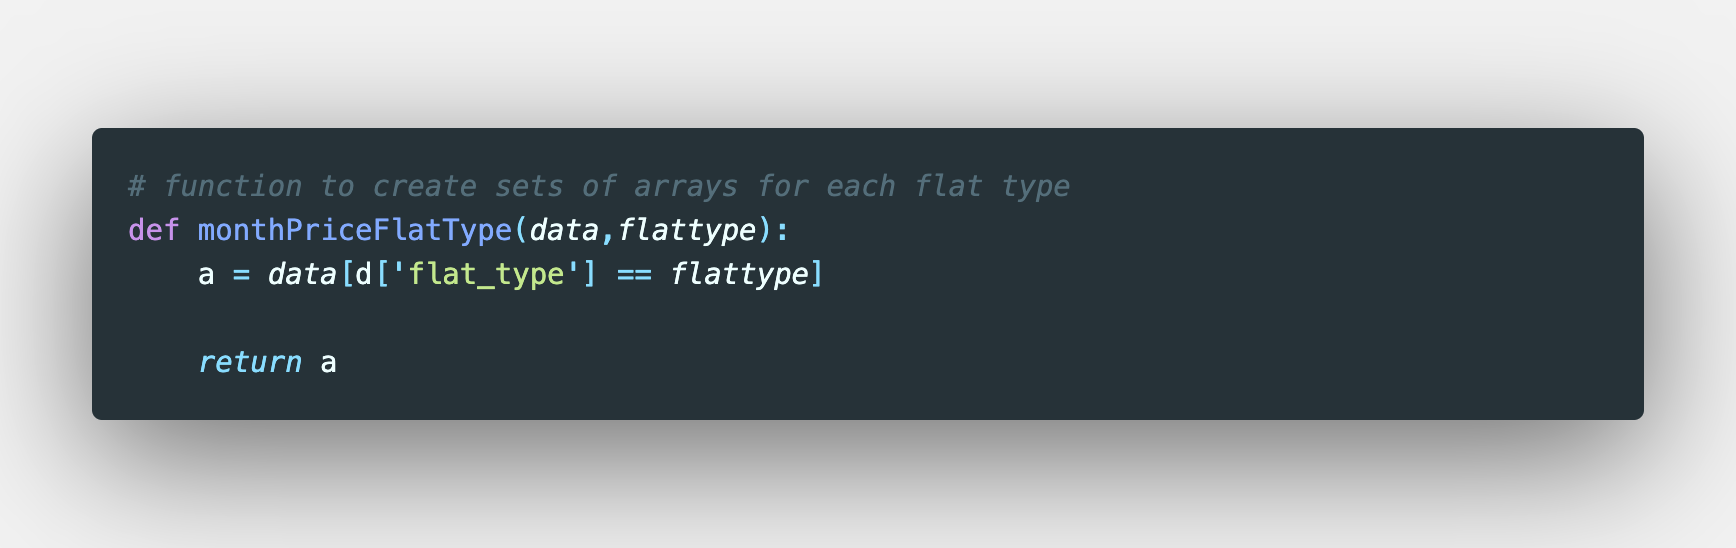 # function to create sets of arrays for each flat type
def monthPriceFlatType(data,flattype):
    a = data[d['flat_type'] == flattype]

    return a